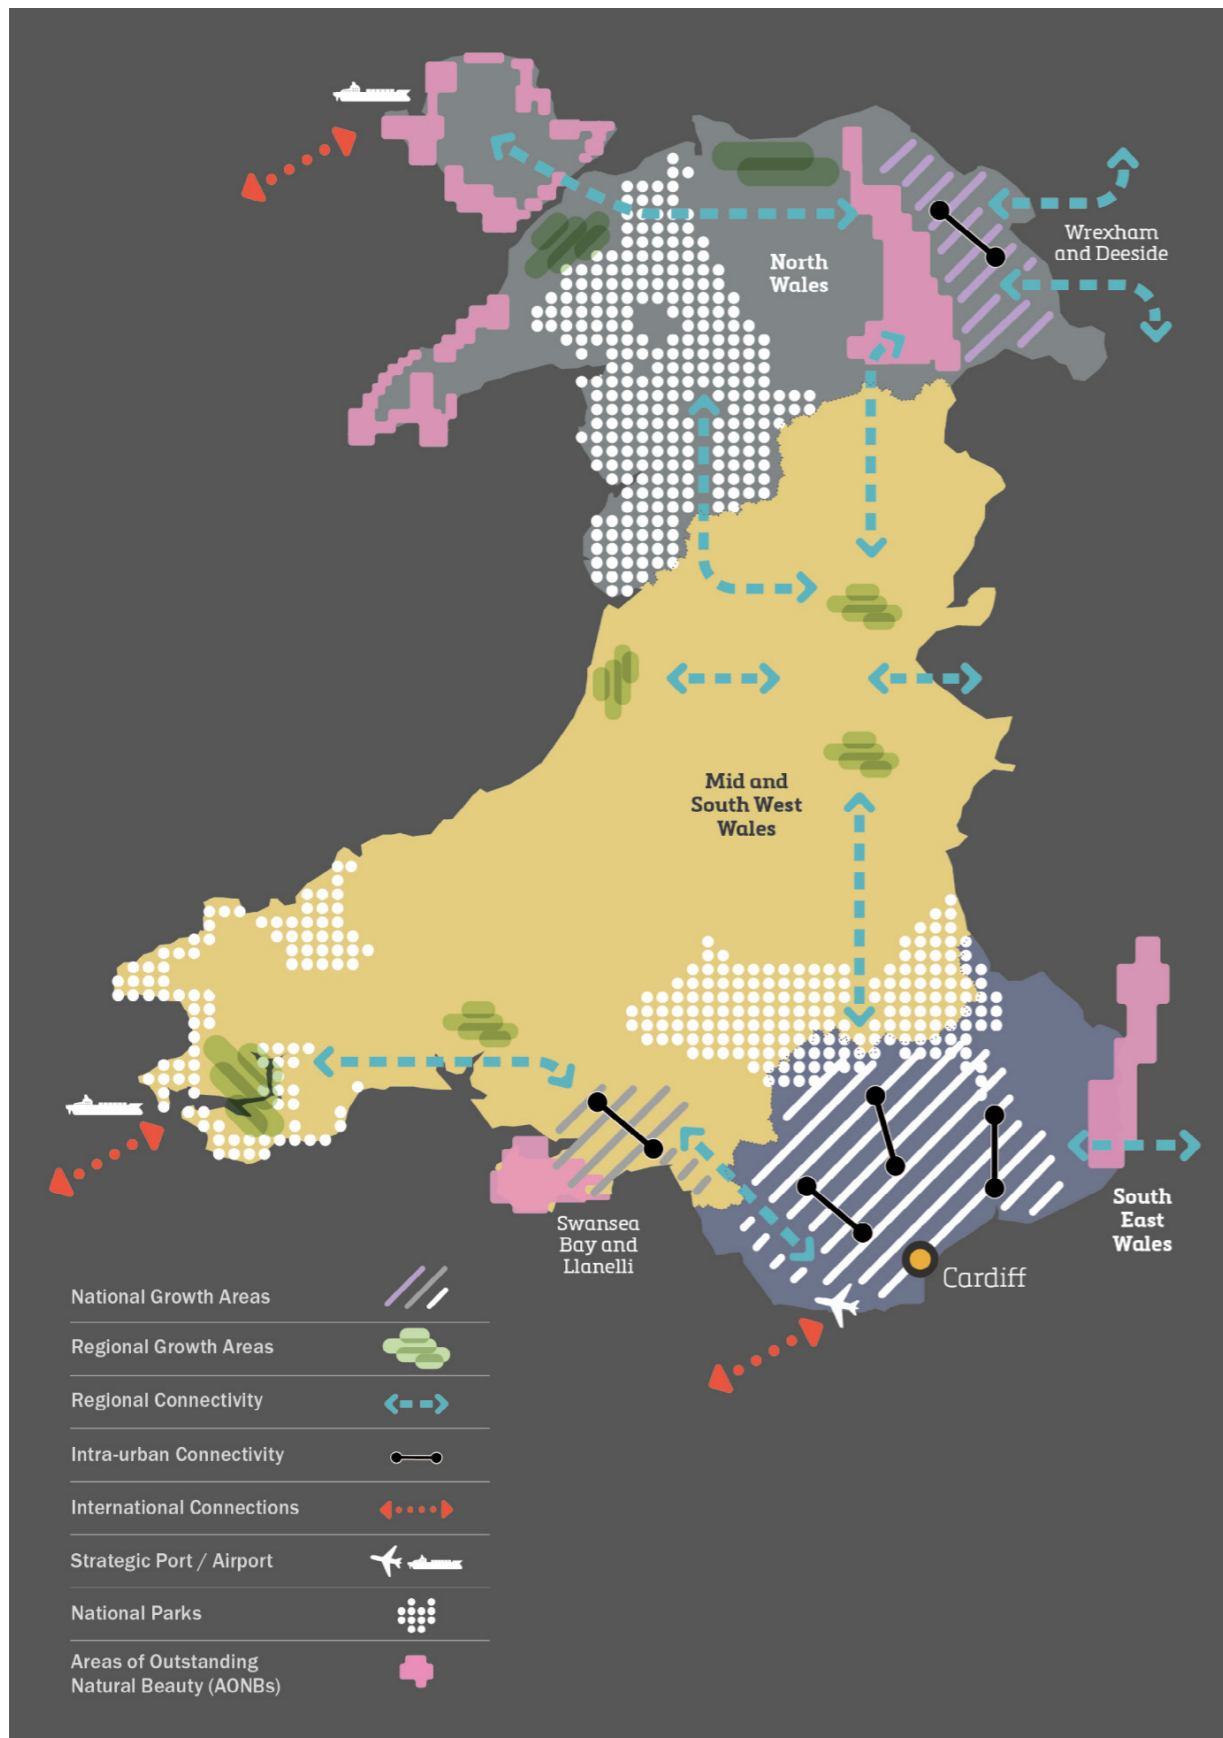 North
Wales
Wrexham
and Deeside
Mid and
South West
Wales
Swansea
Bay and
Llanelli
South
East
Wales
Cardiff
National Growth Areas
Regional Growth Areas
Regional Connectivity
Intra-urban Connectivity
International Connections
Strategic Port / Airport
National Parks
Areas of Outstanding
Natural Beauty (AONBs)